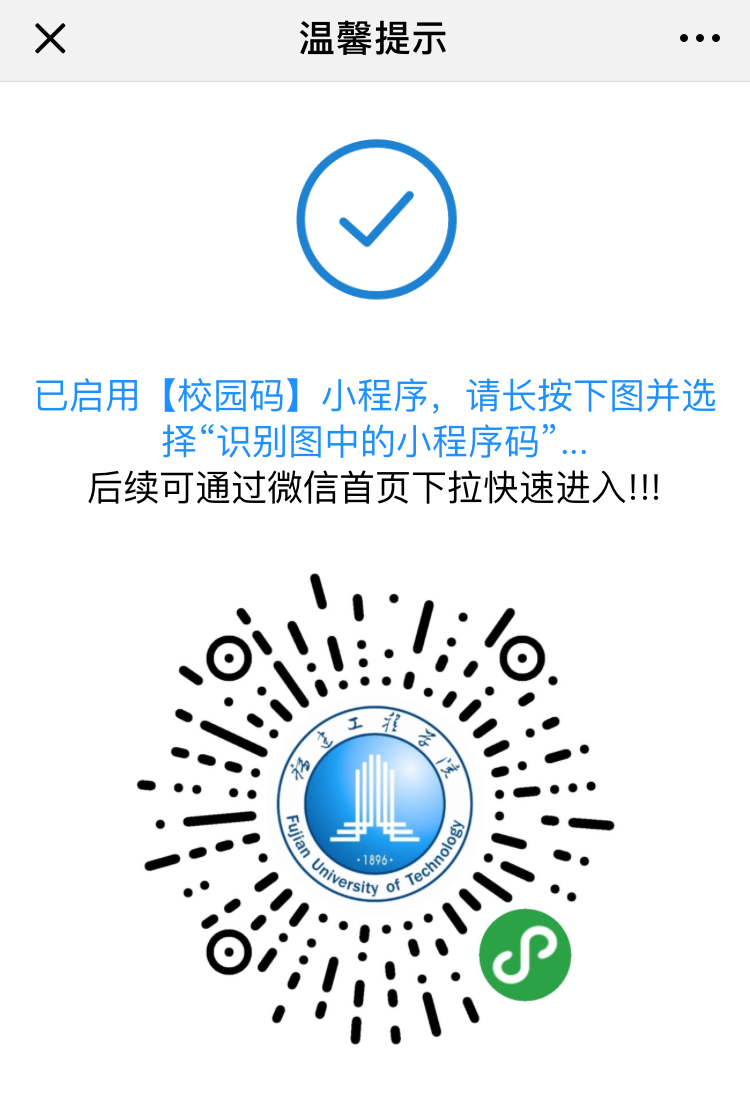 温馨提示
已启用【校园码】小程序，请长按下图并选
择“识别图中的小程序码”...
后续可通过微信首页下拉快速进入!!!
福建工程学院
·1896·
Fujian University of Technology